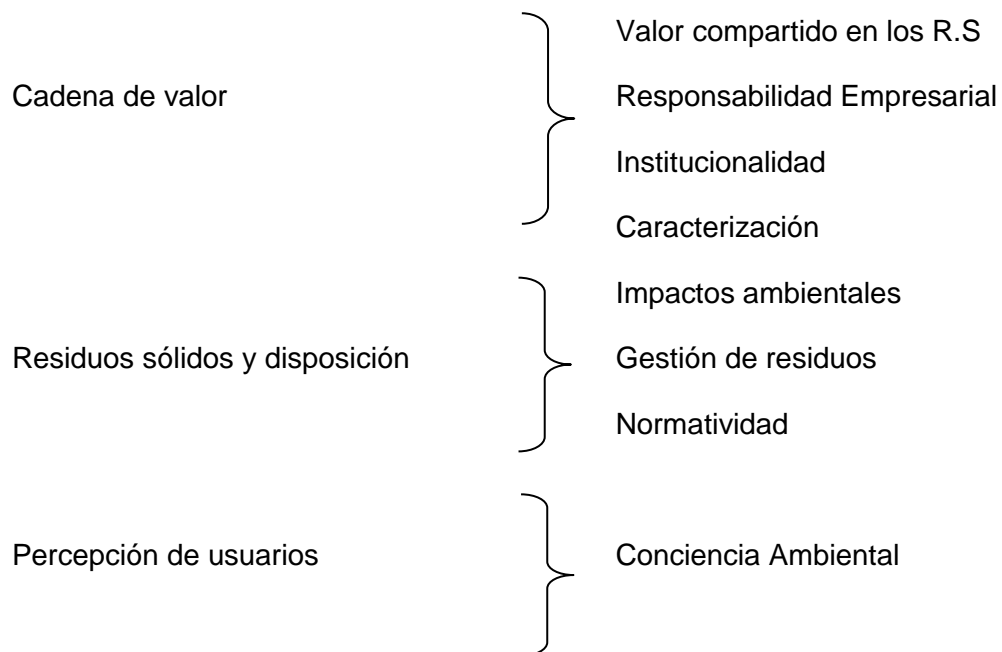 Valor compartido en los R.S
Cadena de valor
Responsabilidad Empresarial
Institucionalidad
Caracterización
Impactos ambientales
Residuos sólidos y disposición
Gestión de residuos
Normatividad
Percepción de usuarios
Conciencia Ambiental